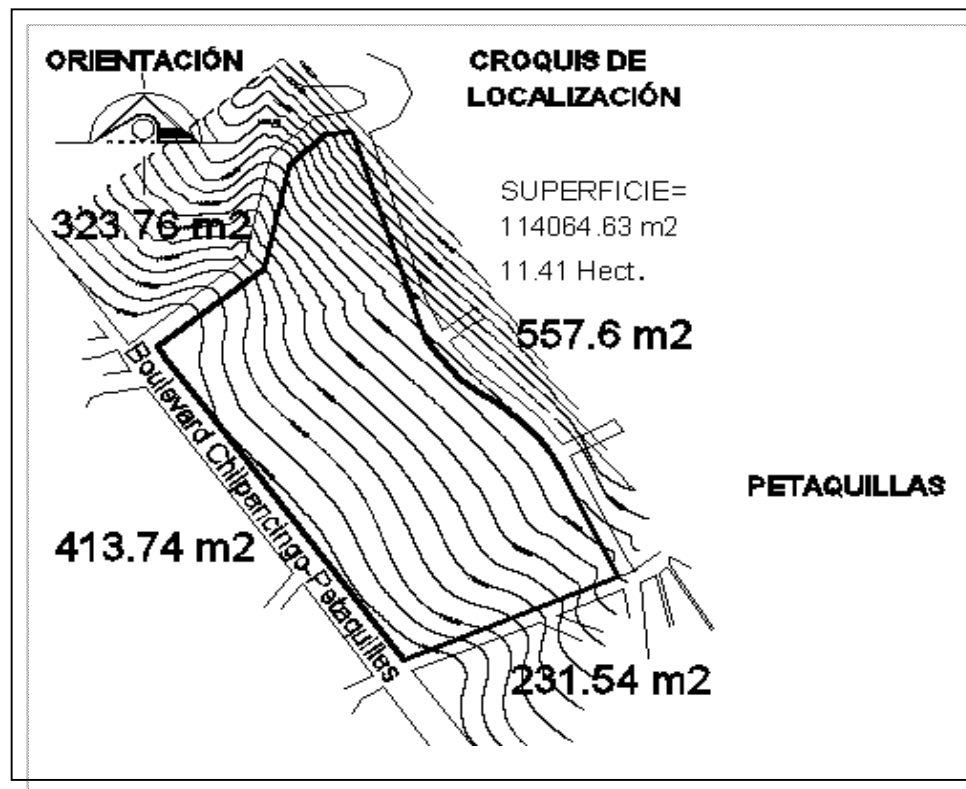 ORIENTACIÓN
CROQUIS DE
LOCALIZACIÓN
SUPERFICIE=
114064.63 m2
11.41 Hect.
323.76 m2
557.6 m2
Boulevard Chilpancingo-Petaquillas
PETAQUILLAS
413.74 m2
231.54 m2